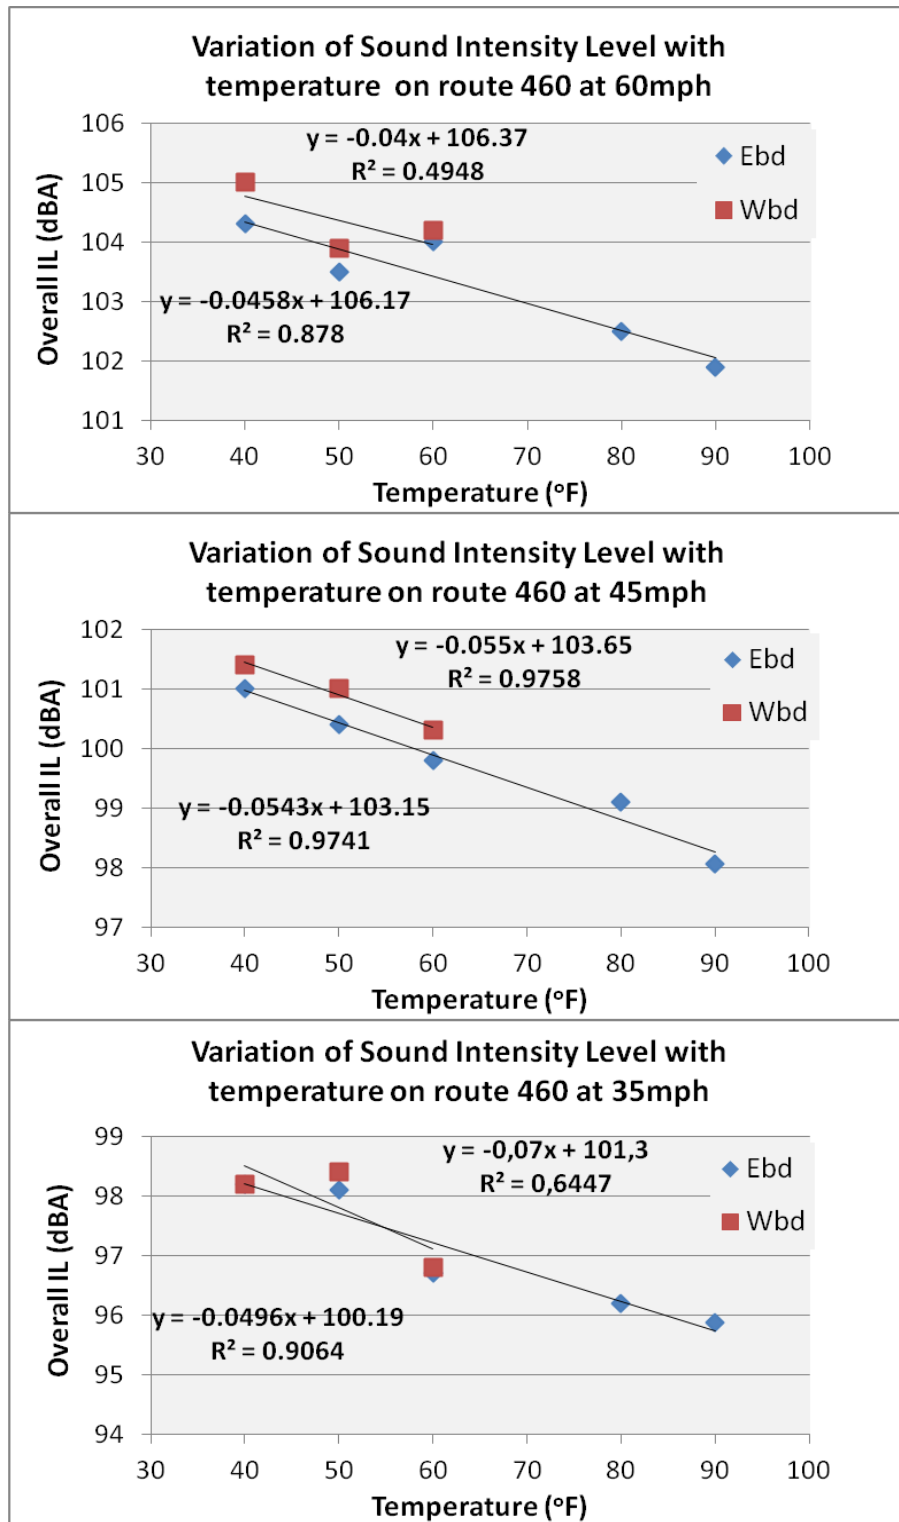 Variation of Sound Intensity Level with
temperature on route 460 at 60mph
Overall IL (dBA)
106
105
104
103
102
101
y = -0.04x + 106.37
R² = 0.4948
y = -0.0458x + 106.17
R² = 0.878
Ebd
Wbd
30 40 50 60 70 80 90 100
Temperature (ᵒF)
Variation of Sound Intensity Level with
temperature on route 460 at 45mph
Overall IL (dBA)
102
101
100
99
98
97
y = -0.055x + 103.65
R² = 0.9758
y = -0.0543x + 103.15
R² = 0.9741
Ebd
Wbd
30 40 50 60 70 80 90 100
Temperature (ᵒF)
Variation of Sound Intensity Level with
temperature on route 460 at 35mph
Overall IL (dBA)
99
98
97
96
95
94
y = -0,07x + 101,3
R² = 0,6447
y = -0.0496x + 100.19
R² = 0.9064
Ebd
Wbd
30 40 50 60 70 80 90 100
Temperature (ᵒF)